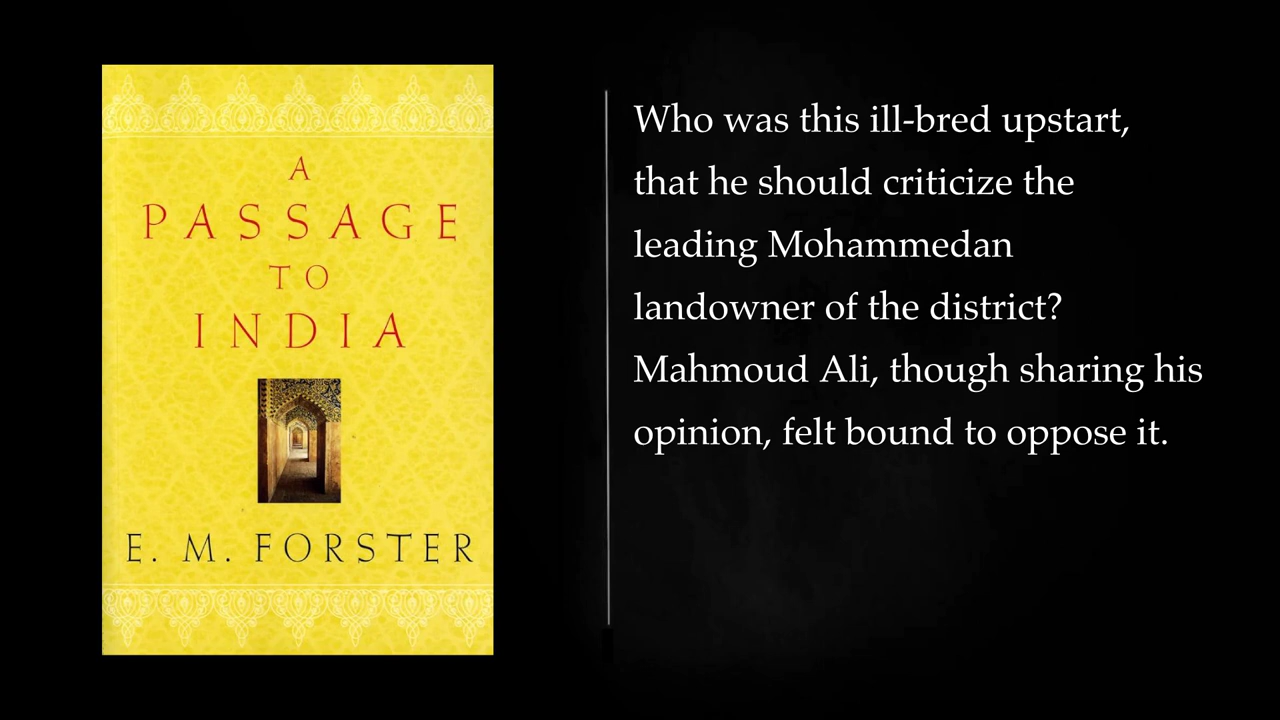 A
PASSAGE
TO
INDIA
E. M. FORSTER
Who was this ill-bred upstart,
that he should criticize the
leading Mohammedan
landowner of the district?
Mahmoud Ali, though sharing his
opinion, felt bound to oppose it.